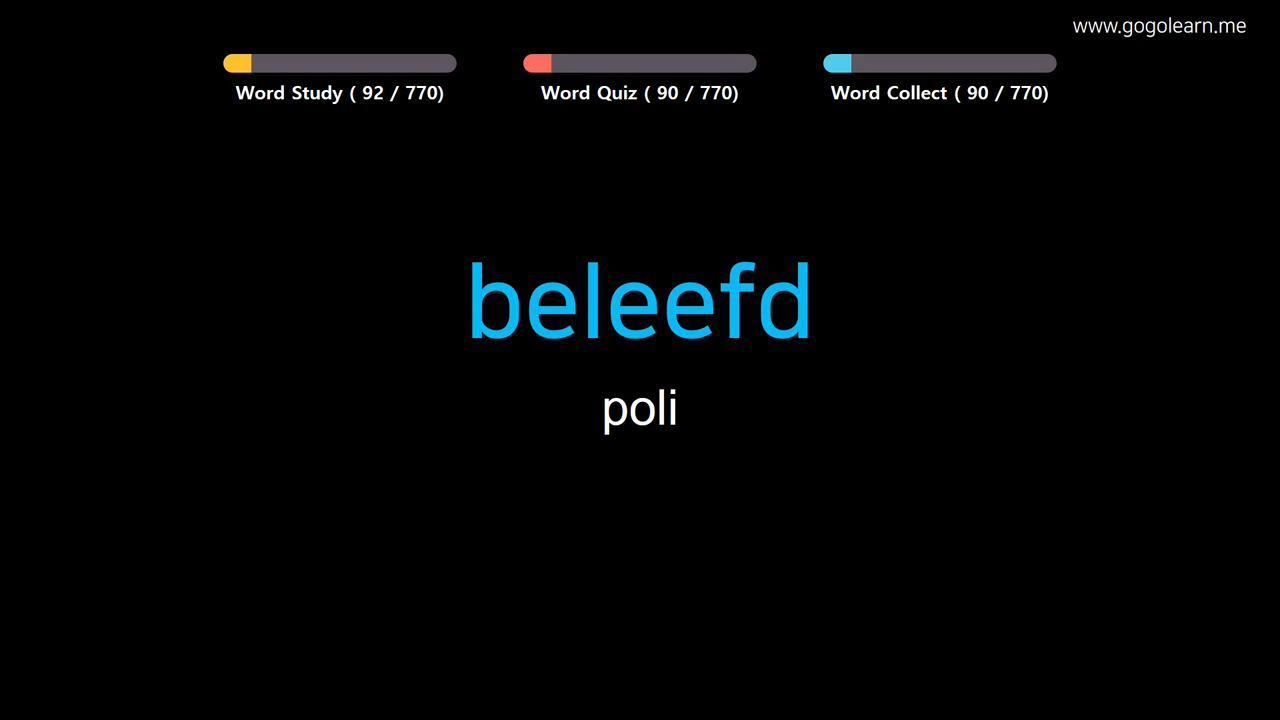 www.gogolearn.me
Word Study ( 92 / 770)
Word Quiz ( 90 / 770)
Word Collect ( 90 / 770)
beleefd
poli